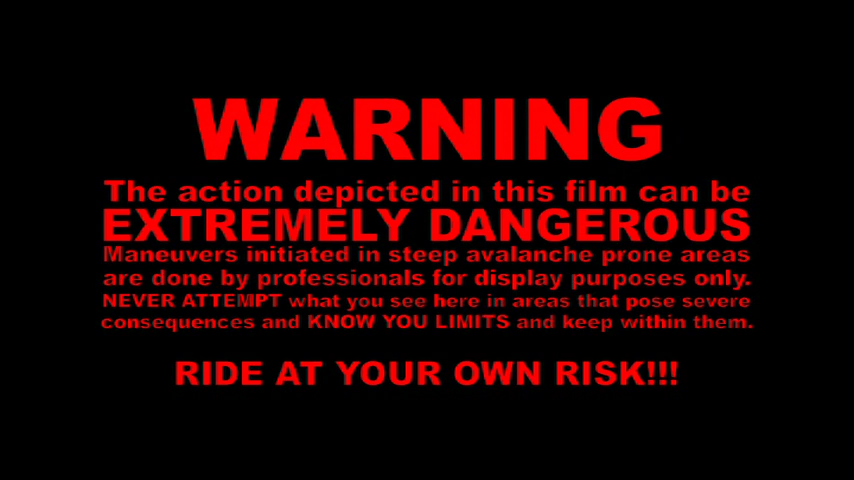 WARNING
The action depicted in this film can be
EXTREMELY DANGEROUS
Maneuvers initiated in steep avalanche prone areas
are done by professionals for display purposes only.
NEVER ATTEMPT what you see here in areas that pose severe
consequences and KNOW YOU LIMITS and keep within them.
RIDE AT YOUR OWN RISK!!!